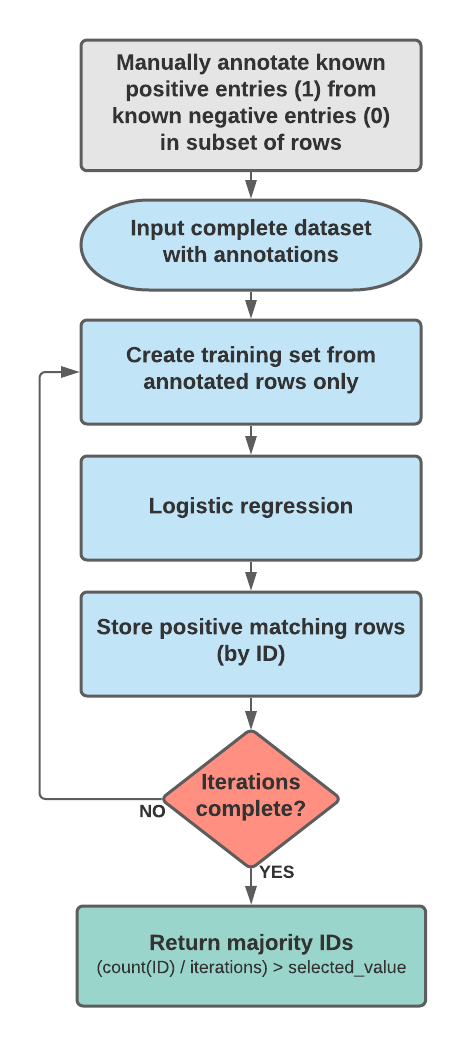 Manually annotate known
positive entries (1) from
known negative entries (0)
in subset of rows
Input complete dataset
with annotations
Create training set from
annotated rows only
Logistic regression
Store positive matching rows
(by ID)
Iterations
complete?
NO
YES
Return majority IDs
(count(ID) / iterations) > selected_value